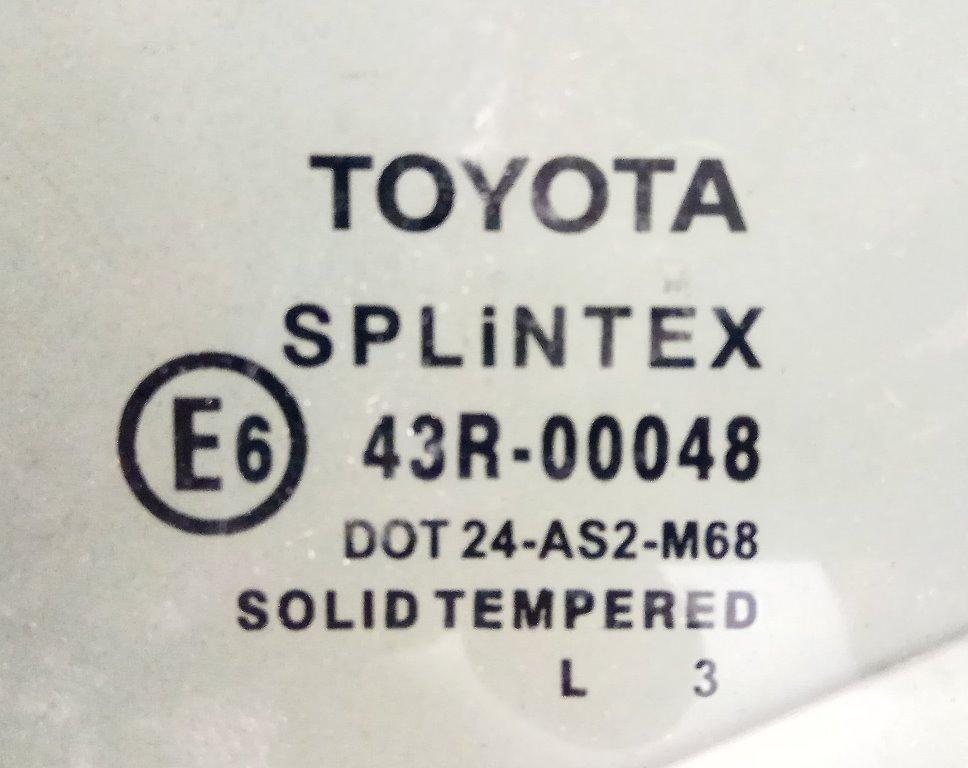 TOYOTA
SPLiNTEX
E6 43R-00048
DOT 24-AS2-M68
SOLID TEMPERED
L 3